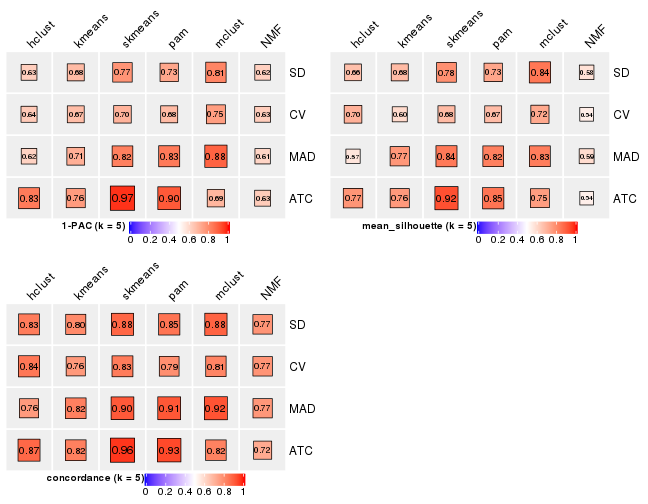 hclust kmeans skmeans pam mclust NMF
0.63 0.68 0.77 0.73 0.81 0.62 SD
0.64 0.67 0.70 0.68 0.75 0.63 CV
0.62 0.71 0.82 0.83 0.88 0.61 MAD
0.83 0.76 0.97 0.90 0.69 0.63 ATC
1-PAC (k = 5)
0 0.2 0.4 0.6 0.8 1
hclust kmeans skmeans pam mclust NMF
0.66 0.68 0.78 0.73 0.84 0.58 SD
0.70 0.60 0.68 0.67 0.72 0.54 CV
0.57 0.77 0.84 0.82 0.83 0.59 MAD
0.77 0.76 0.92 0.85 0.75 0.54 ATC
mean_silhouette (k = 5)
0 0.2 0.4 0.6 0.8 1
hclust kmeans skmeans pam mclust NMF
0.83 0.80 0.88 0.85 0.88 0.77 SD
0.84 0.76 0.83 0.79 0.81 0.77 CV
0.76 0.82 0.90 0.91 0.92 0.77 MAD
0.87 0.82 0.96 0.93 0.82 0.72 ATC
concordance (k = 5)
0 0.2 0.4 0.6 0.8 1